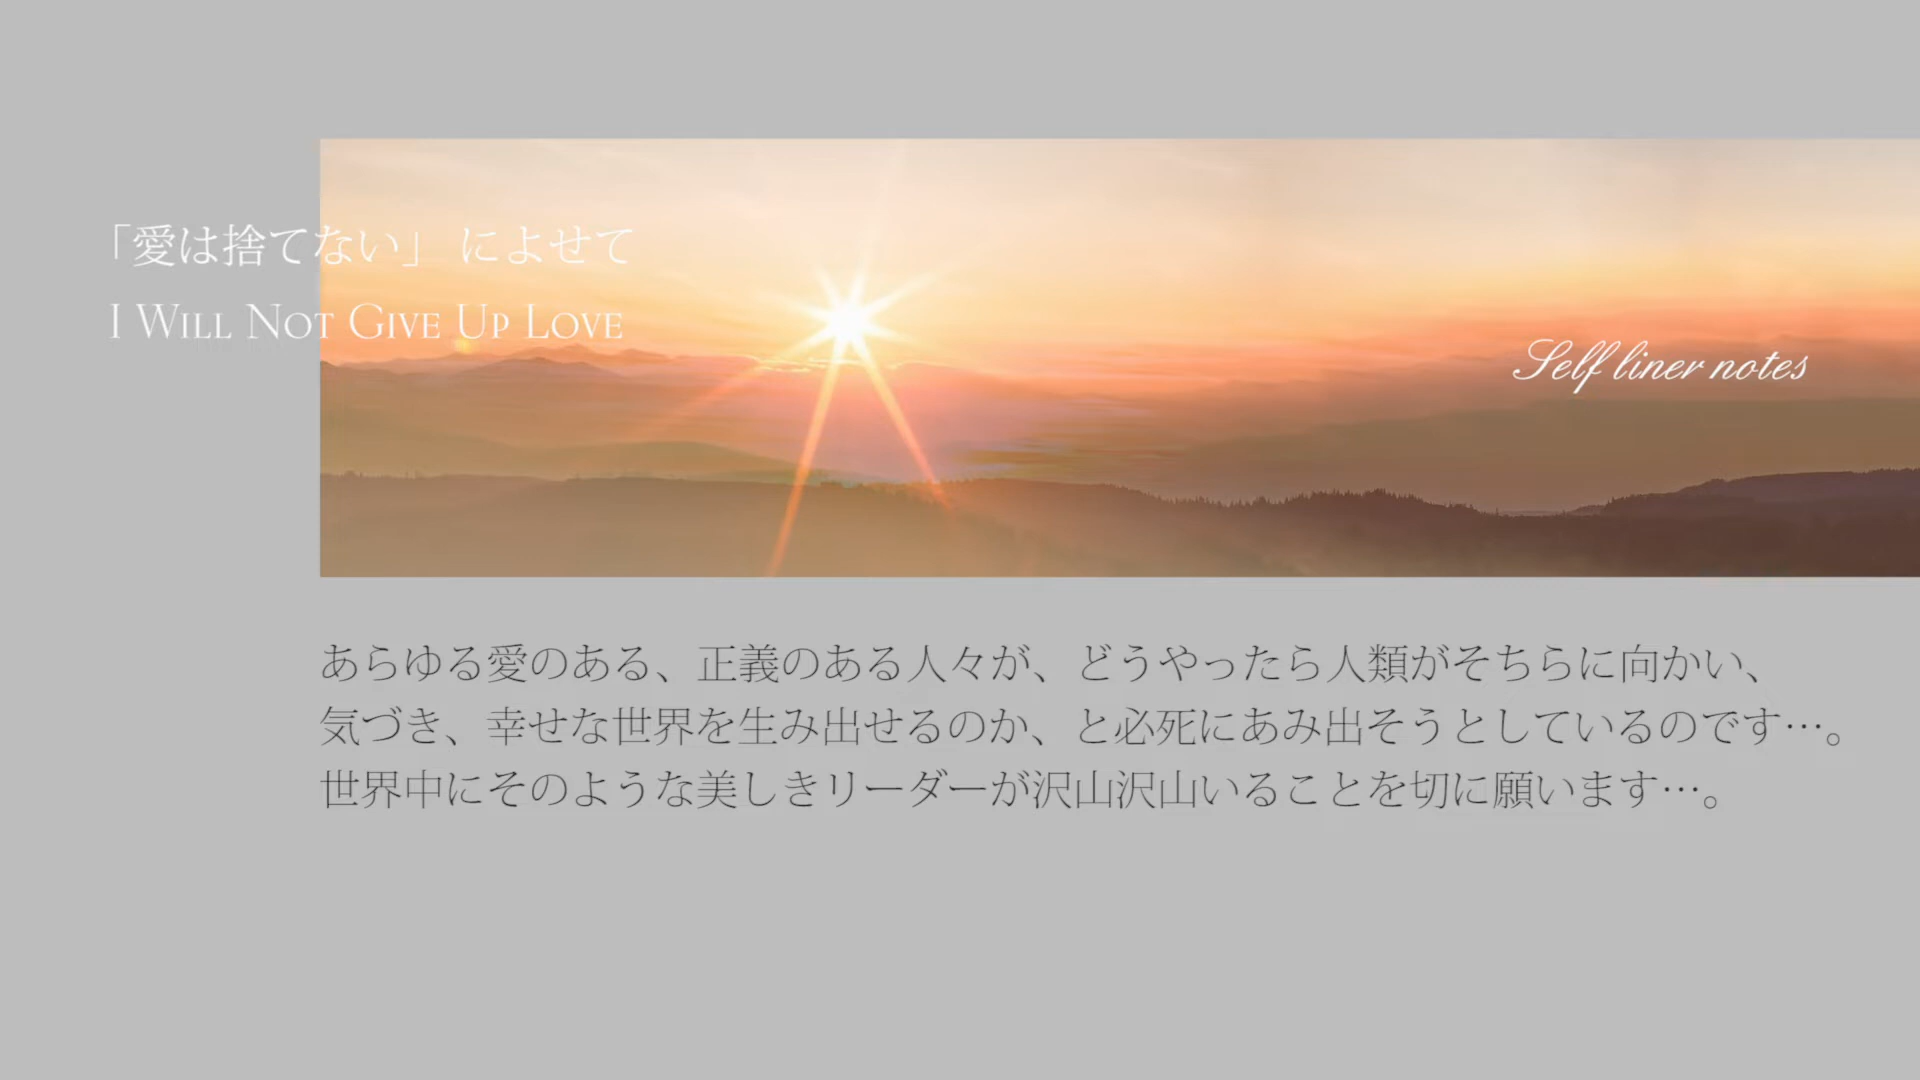 「愛は捨てない」 によせて
I Will Not Give Up Love
Self liner notes
あらゆる愛のある、正義のある人々が、どうやったら人類がそちらに向かい、
気づき、幸せな世界を生み出せるのか、と必死にあみ出そうとしているのです…。
世界中にそのような美しきリーダーが沢山沢山いることを切に願います…。